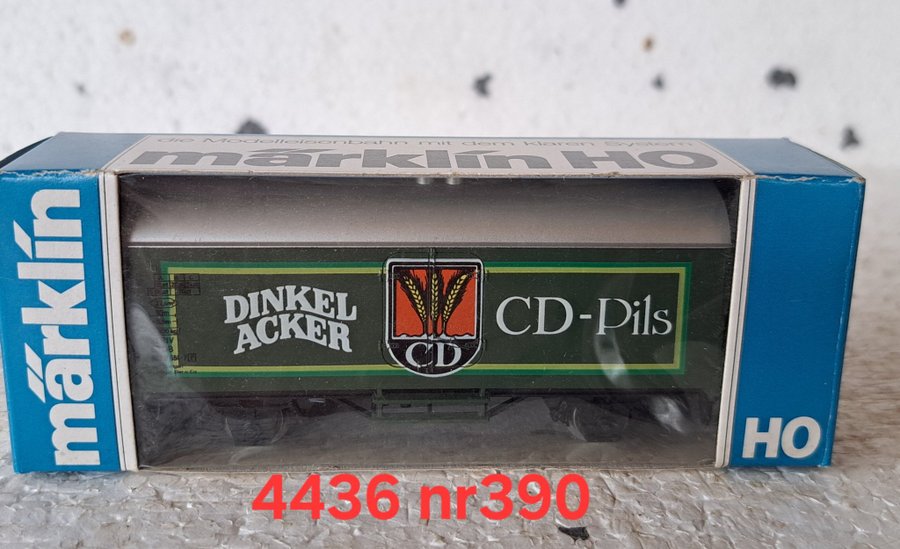 die Modelleisenbahn mit dem klaren System
märklin HO
märklin
DINKEL
ACKER
CD
CD-Pils
HO
4436 nr390